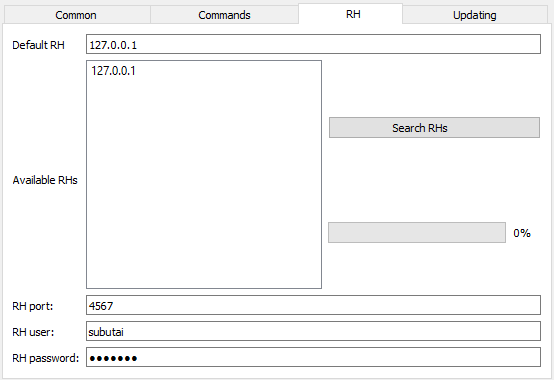 Common Commands RH Updating
Default RH 127.0.0.1
127.0.0.1
Search RHs
Available RHs
0%
RH port: 4567
RH user: subutai
RH password: ●●●●●●●